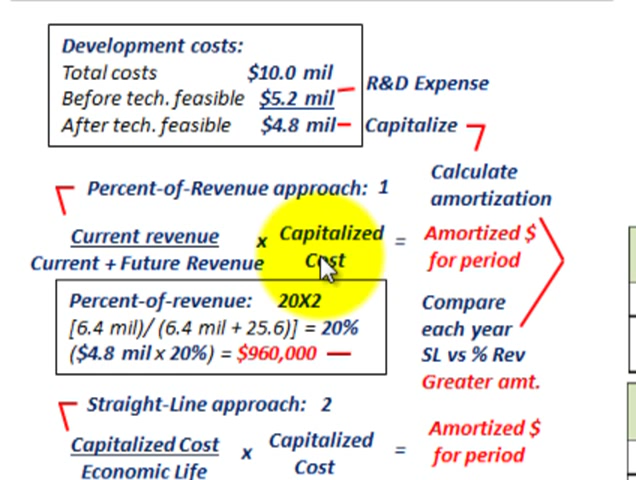 Development costs:
Total costs $10.0 mil
Before tech. feasible $5.2 mil
After tech. feasible $4.8 mil
R&D Expense
Capitalize
Calculate
amortization
Percent-of-Revenue approach: 1
Current revenue
Current + Future Revenue
x
Capitalized
Cost
=
Amortized $
for period
Percent-of-revenue: 20X2
[6.4 mil)/ (6.4 mil + 25.6)] = 20%
($4.8 mil x 20%) = $960,000
Compare
each year
SL vs % Rev
Greater amt.
Straight-Line approach: 2
Capitalized Cost
Economic Life
x
Capitalized
Cost
=
Amortized $
for period